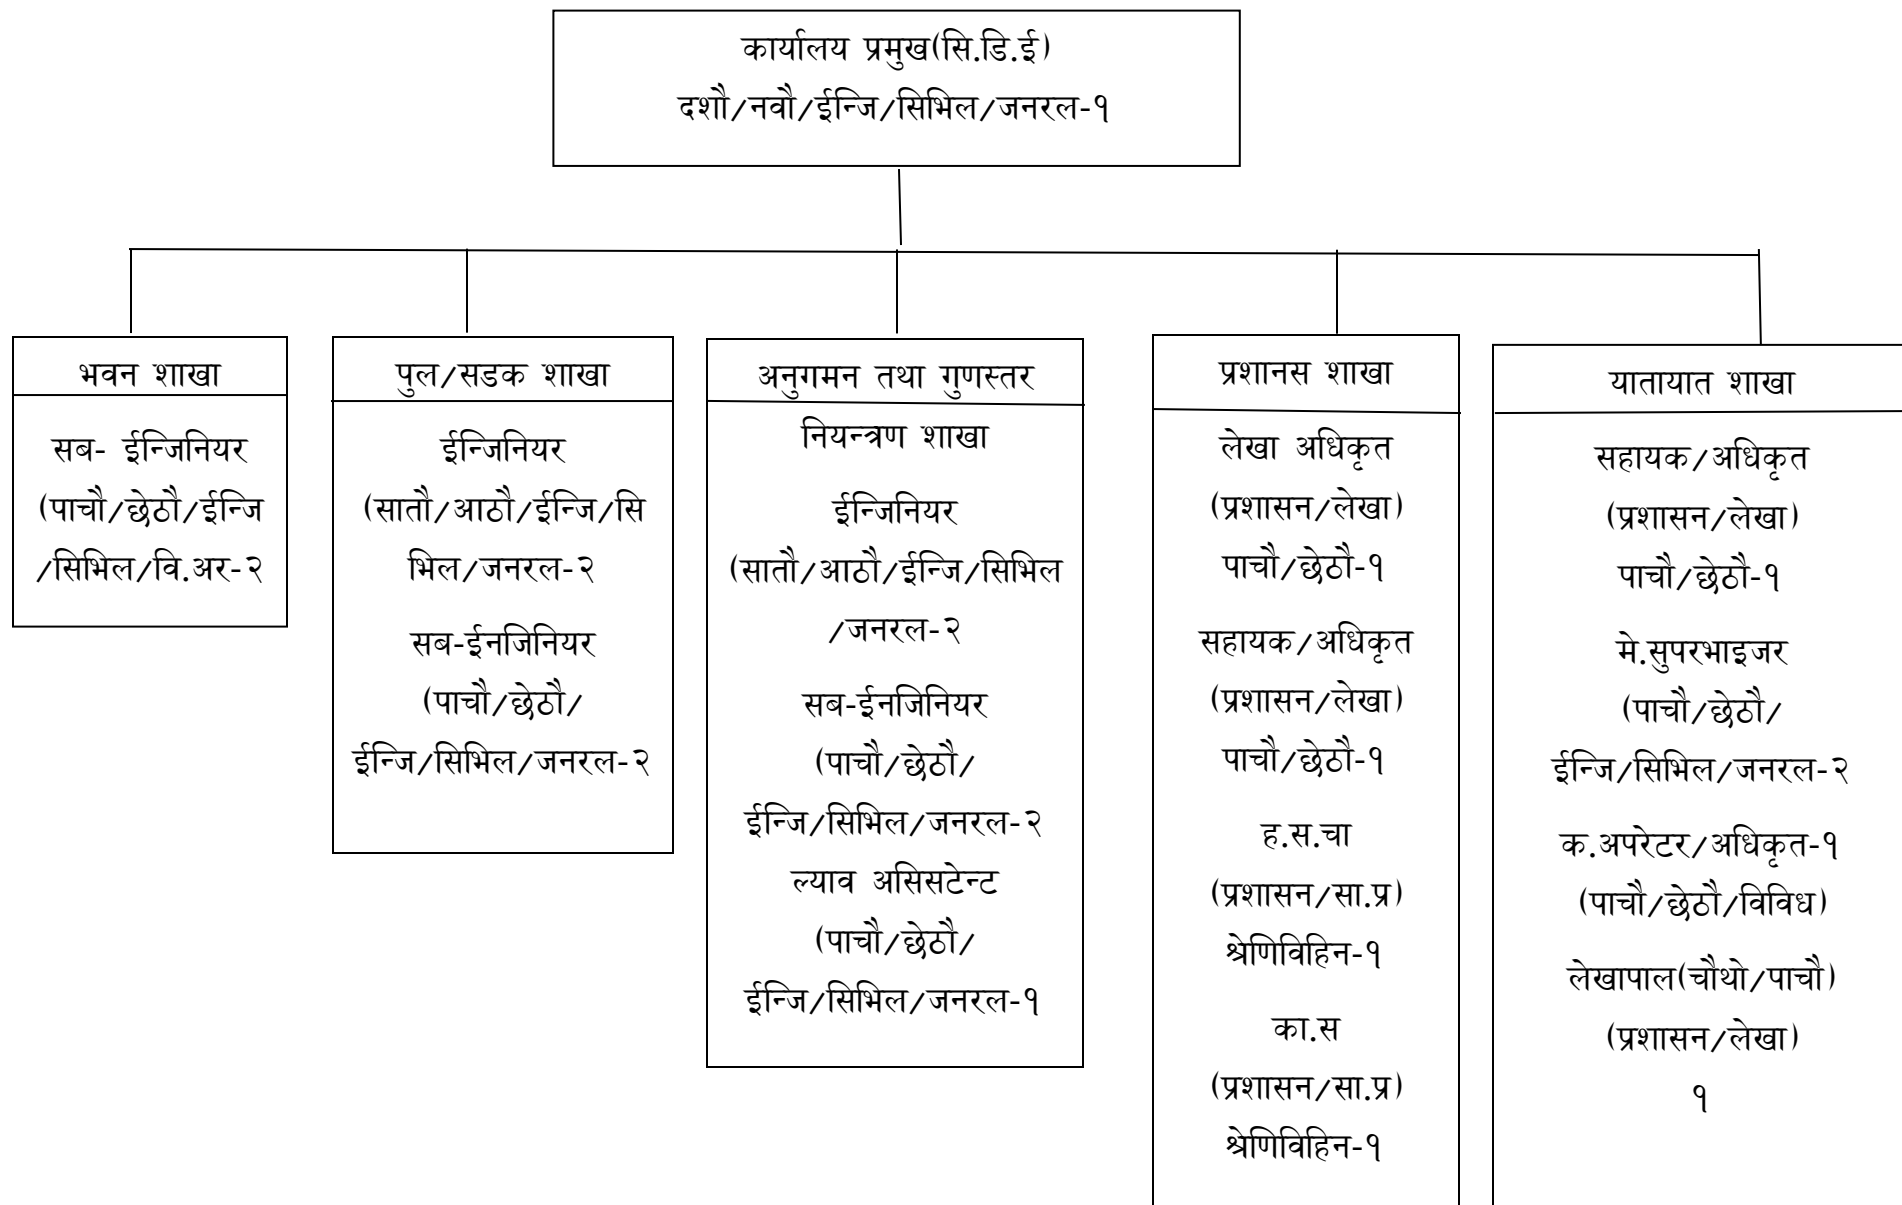 कार्यालय प्रमुख(सि.डि.ई)
दशौ/नवौ/ईन्जि/सिभिल/जनरल-१
भवन शाखा
सब- ईन्जिनियर
(पाचौ/छेठौ/ईन्जि
/सिभिल/वि.अर-२
पुल/सडक शाखा
ईन्जिनियर
(सातौ/आठौ/ईन्जि/सि
भिल/जनरल-२
सब-ईनजिनियर
(पाचौ/छेठौ/
ईन्जि/सिभिल/जनरल-२
अनुगमन तथा गुणस्तर
नियन्त्रण शाखा
ईन्जिनियर
(सातौ/आठौ/ईन्जि/सिभिल
/जनरल-२
सब-ईनजिनियर
(पाचौ/छेठौ/
ईन्जि/सिभिल/जनरल-२
ल्याव असिसटेन्ट
(पाचौ/छेठौ/
ईन्जि/सिभिल/जनरल-१
प्रशानस शाखा
लेखा अधिकृत
(प्रशासन/लेखा)
पाचौ/छेठौ-१
सहायक/अधिकृत
(प्रशासन/लेखा)
पाचौ/छेठौ-१
ह.स.चा
(प्रशासन/सा.प्र)
श्रेणिविहिन-१
का.स
(प्रशासन/सा.प्र)
श्रेणिविहिन-१
यातायात शाखा
सहायक/अधिकृत
(प्रशासन/लेखा)
पाचौ/छेठौ-१
मे.सुपरभाइजर
(पाचौ/छेठौ/
ईन्जि/सिभिल/जनरल-२
क.अपरेटर/अधिकृत-१
(पाचौ/छेठौ/विविध)
लेखापाल(चौथो/पाचौ)
(प्रशासन/लेखा)
१